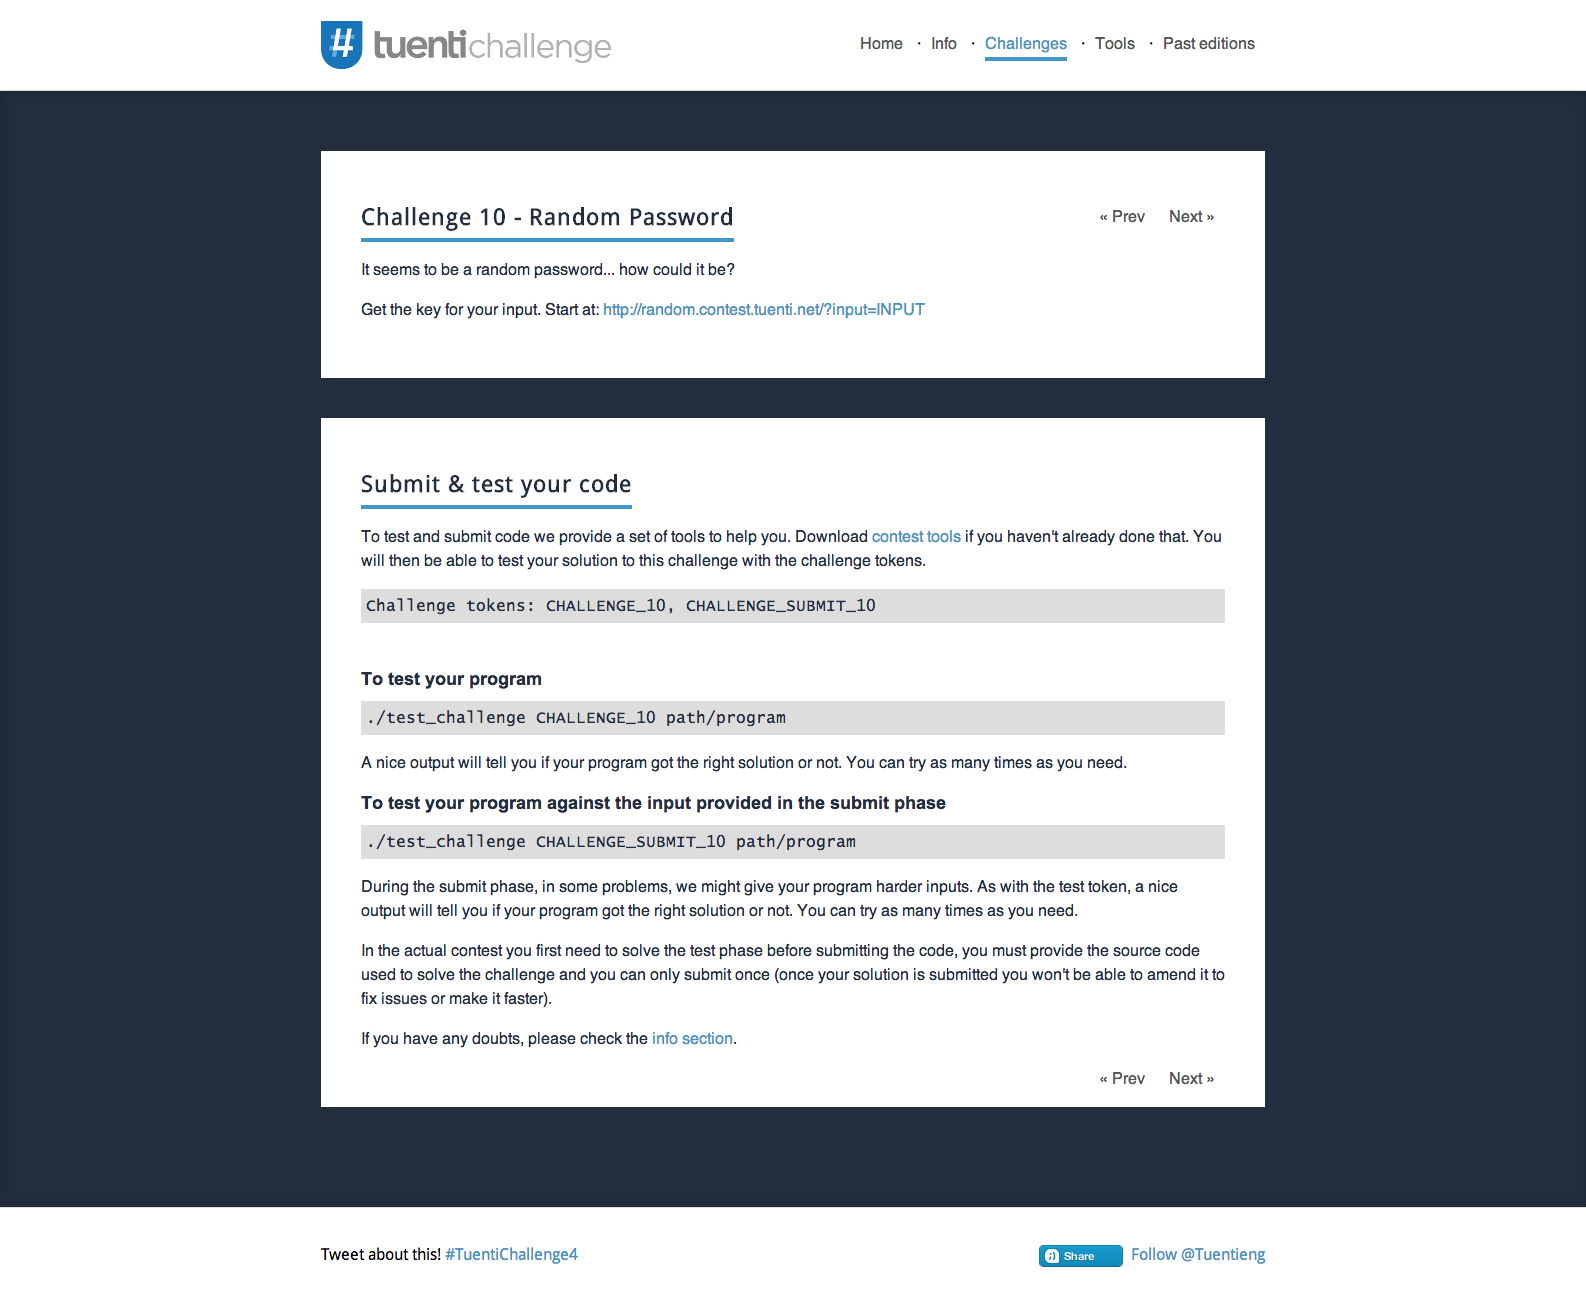 # tuentichallenge
Home · Info · Challenges · Tools · Past editions
Challenge 10 - Random Password
« Prev Next »
It seems to be a random password... how could it be?
Get the key for your input. Start at: http://random.contest.tuenti.net/?input=INPUT
Submit & test your code
To test and submit code we provide a set of tools to help you. Download contest tools if you haven't already done that. You
will then be able to test your solution to this challenge with the challenge tokens.
Challenge tokens: CHALLENGE_10, CHALLENGE_SUBMIT_10
To test your program
./test_challenge CHALLENGE_10 path/program
A nice output will tell you if your program got the right solution or not. You can try as many times as you need.
To test your program against the input provided in the submit phase
./test_challenge CHALLENGE_SUBMIT_10 path/program
During the submit phase, in some problems, we might give your program harder inputs. As with the test token, a nice
output will tell you if your program got the right solution or not. You can try as many times as you need.
In the actual contest you first need to solve the test phase before submitting the code, you must provide the source code
used to solve the challenge and you can only submit once (once your solution is submitted you won't be able to amend it to
fix issues or make it faster).
If you have any doubts, please check the info section.
« Prev Next »
Tweet about this! #TuentiChallenge4
Share Follow @Tuentieng